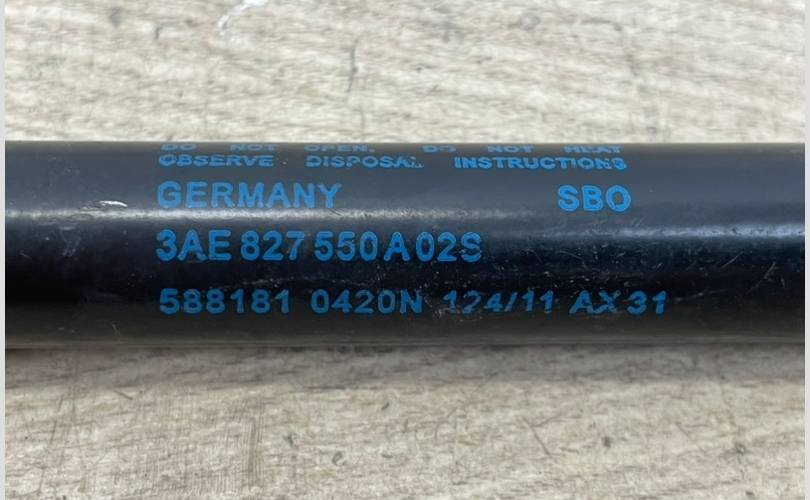 DO NOT OPEN. DO NOT HEAT
OBSERVE DISPOSAL INSTRUCTIONS
GERMANY SBO
3AE 827 550 A 02S
588181 0420N 124/11 AX 31